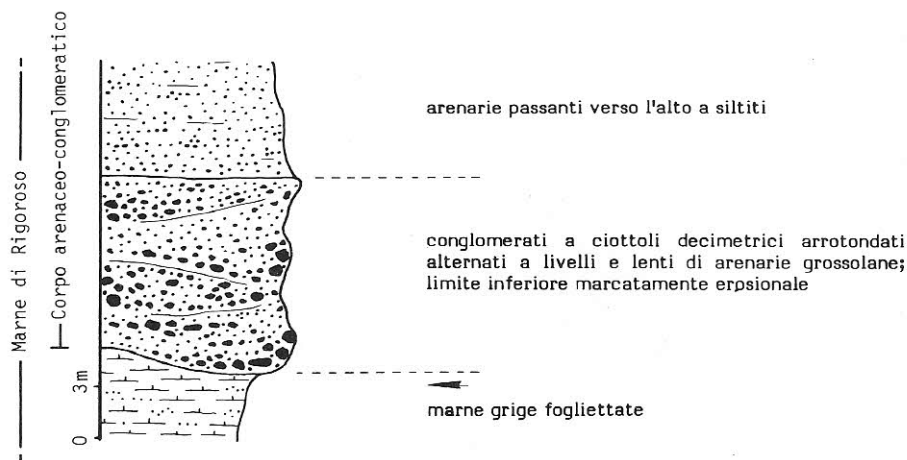 Marne di Rigoroso
Corpo arenaceo-conglomeratico
3m
0
arenarie passanti verso l'alto a siltiti
conglomerati a ciottoli decimetrici arrotondati
alternati a livelli e lenti di arenarie grossolane;
limite inferiore marcatamente erosionale
marne grige fogliettate